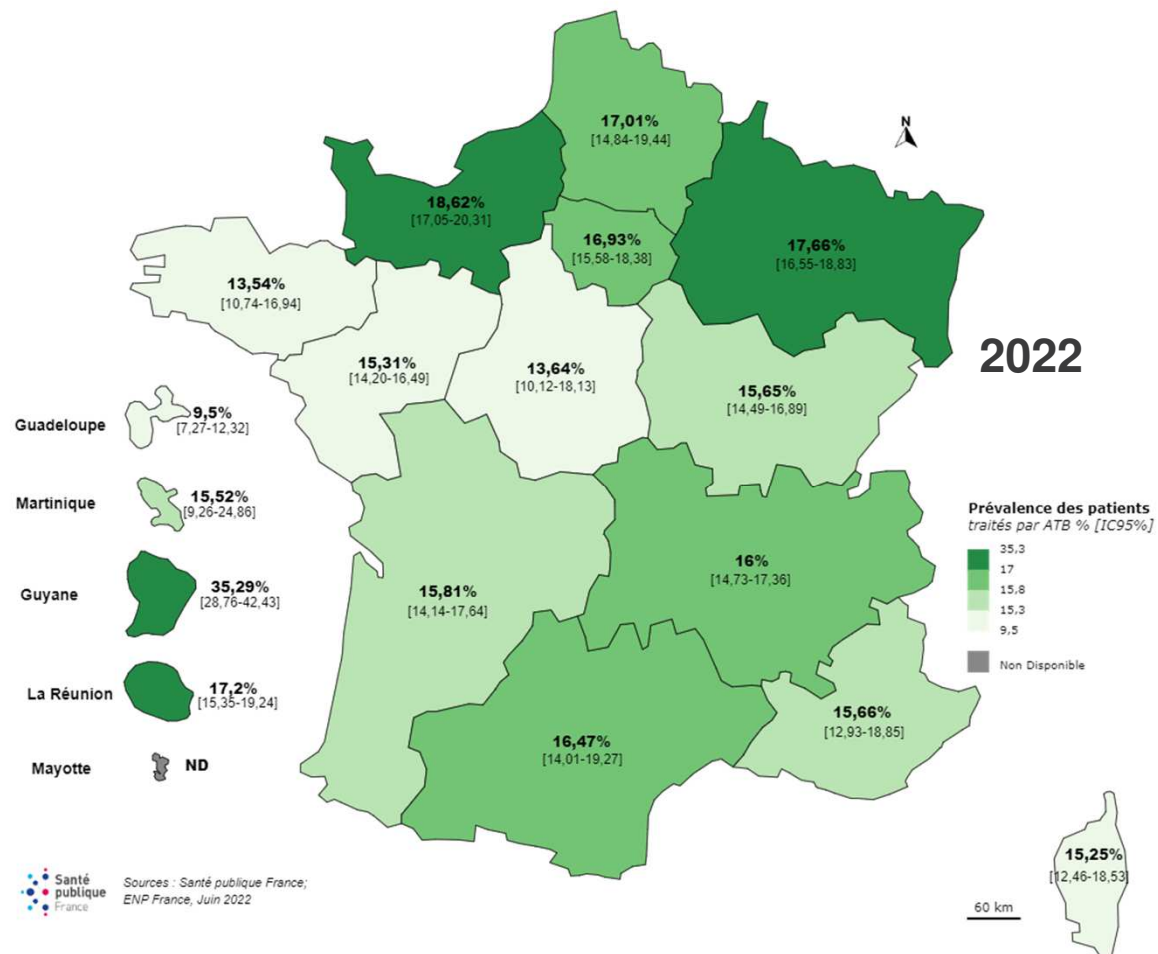 17,01%
[14,84-19,44]
N
18,62%
[17,05-20,31]
16,93%
[15,58-18,38]
17,66%
[16,55-18,83]
13,54%
[10,74-16,94]
2022
15,31%
[14,20-16,49]
13,64%
[10,12-18,13]
15,65%
[14,49-16,89]
Guadeloupe
9,5%
[7,27-12,32]
Martinique
15,52%
[9,26-24,86]
Guyane
35,29%
[28,76-42,43]
La Réunion
17,2%
[15,35-19,24]
Mayotte
ND
16%
[14,73-17,36]
15,81%
[14,14-17,64]
15,66%
[12,93-18,85]
16,47%
[14,01-19,27]
15,25%
[12,46-18,53]
Prévalence des patients
traités par ATB % [IC95%]
35,3
17
15,8
15,3
9,5
Non Disponible
Santé
publique
France
Sources : Santé publique France;
ENP France, Juin 2022
60 km